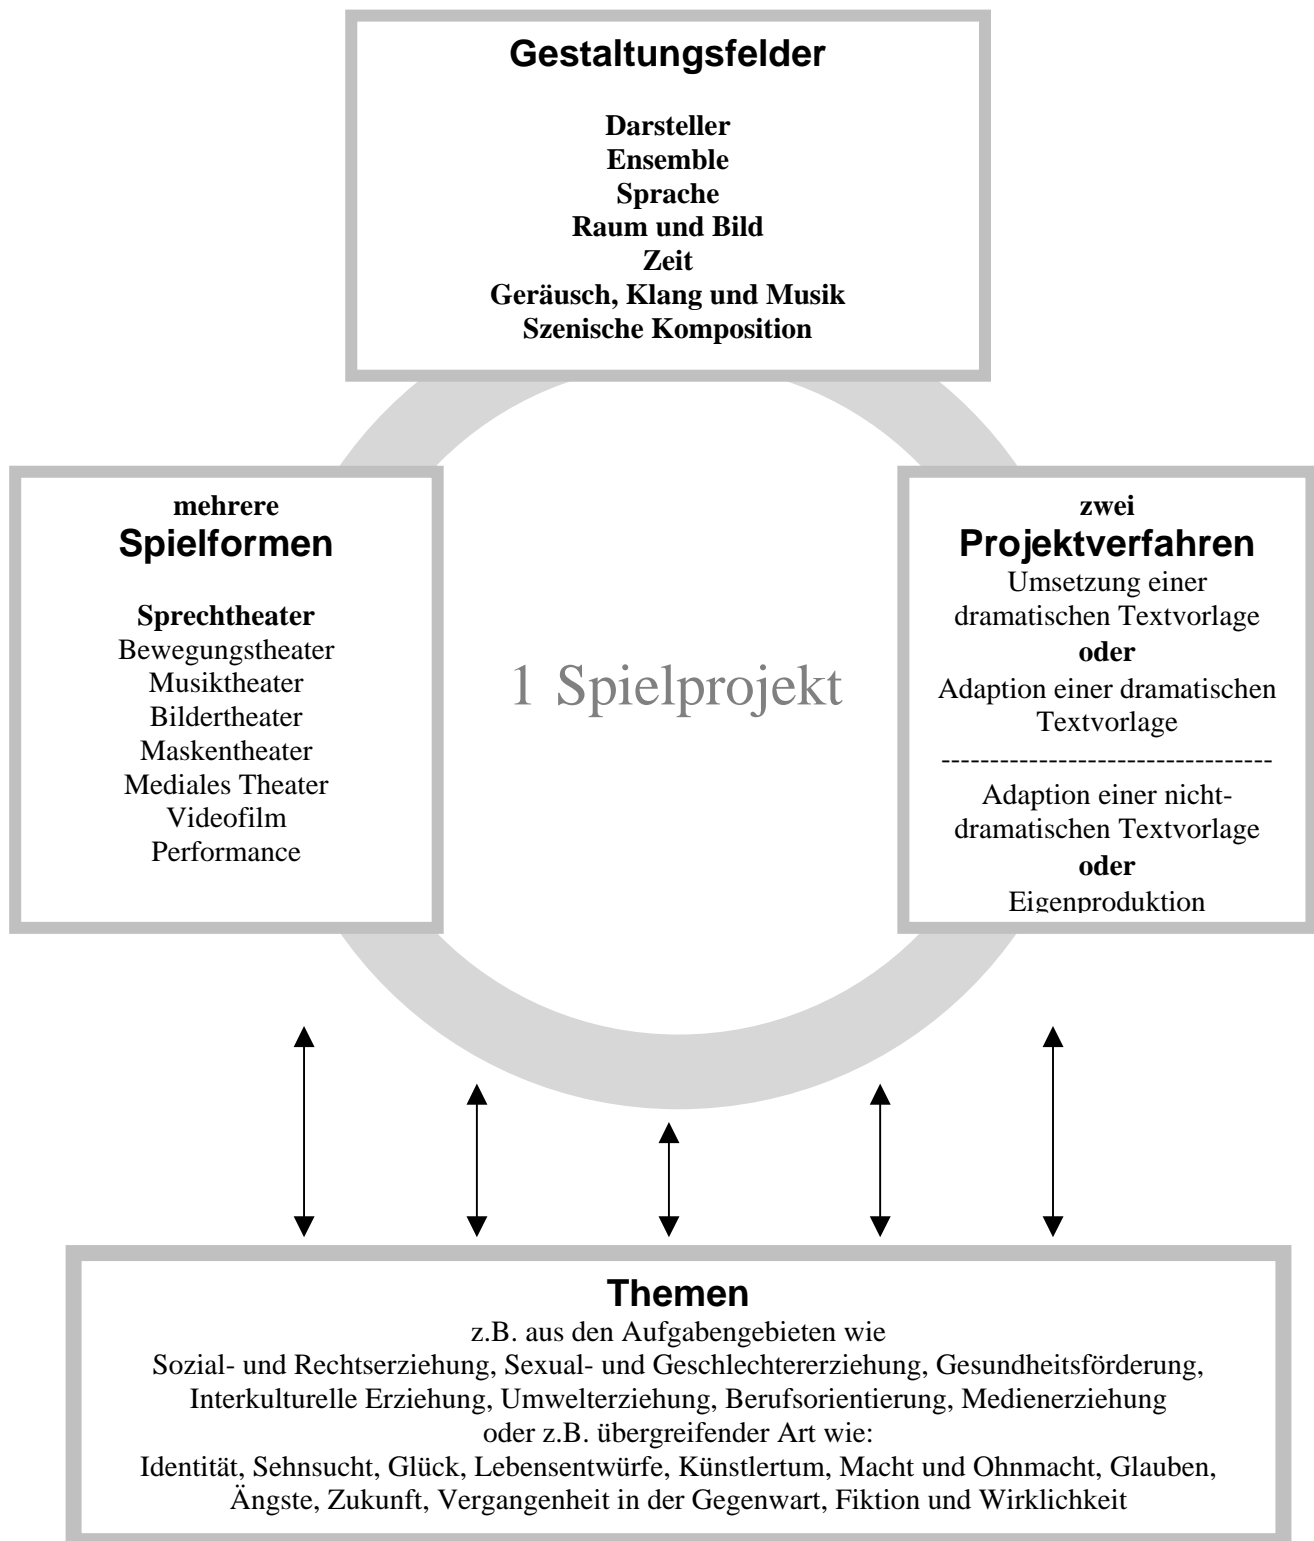 Gestaltungsfelder
Darsteller
Ensemble
Sprache
Raum und Bild
Zeit
Geräusch, Klang und Musik
Szenische Komposition
mehrere
Spielformen
Sprechtheater
Bewegungstheater
Musiktheater
Bildertheater
Maskentheater
Mediales Theater
Videofilm
Performance
1 Spielprojekt
zwei
Projektverfahren
Umsetzung einer
dramatischen Textvorlage
oder
Adaption einer dramatischen
Textvorlage
----------------------------------
Adaption einer nicht-
dramatischen Textvorlage
oder
Eigenproduktion
Themen
z.B. aus den Aufgabengebieten wie
Sozial- und Rechtserziehung, Sexual- und Geschlechtererziehung, Gesundheitsförderung,
Interkulturelle Erziehung, Umwelterziehung, Berufsorientierung, Medienerziehung
oder z.B. übergreifender Art wie:
Identität, Sehnsucht, Glück, Lebensentwürfe, Künstlertum, Macht und Ohnmacht, Glauben,
Ängste, Zukunft, Vergangenheit in der Gegenwart, Fiktion und Wirklichkeit